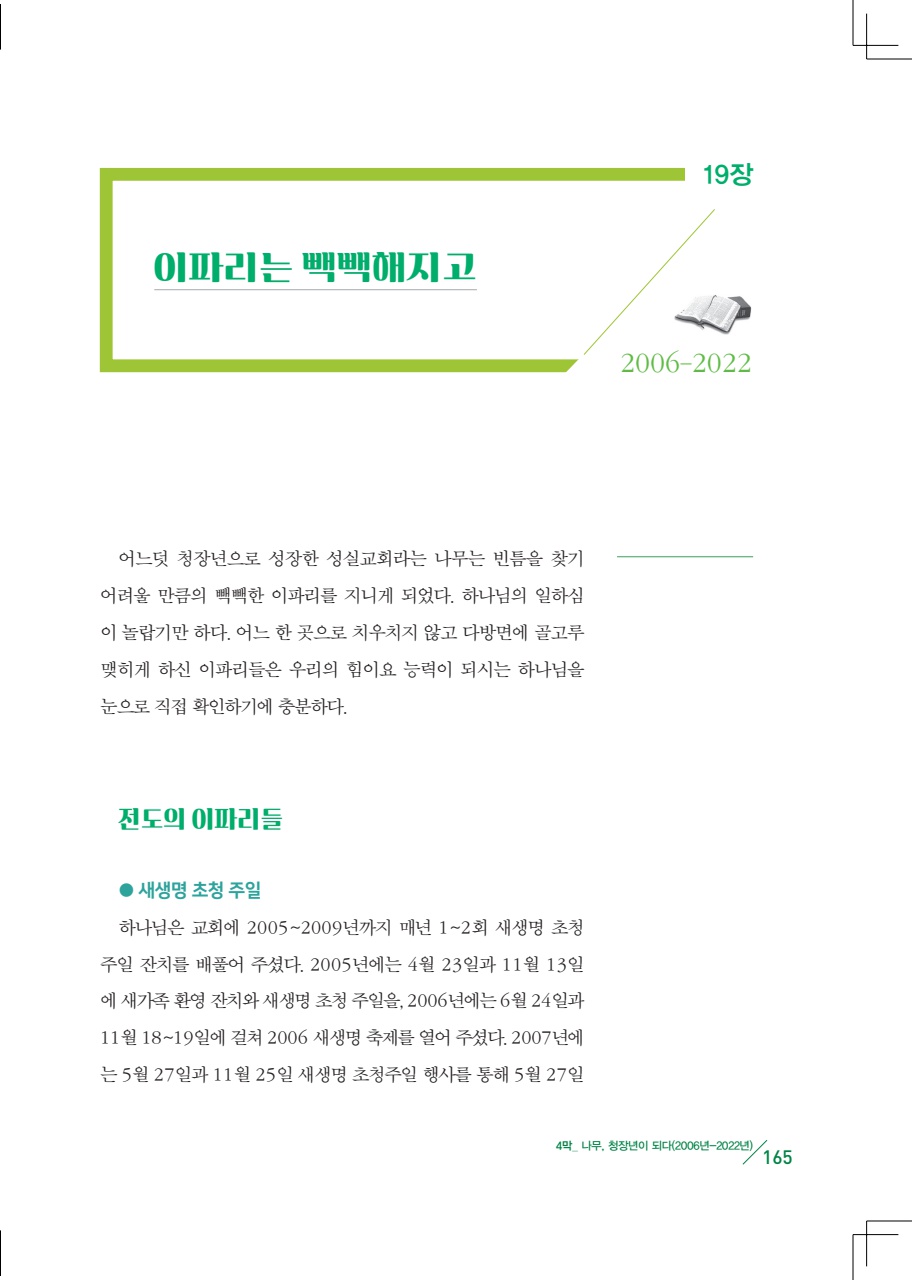 19장
이파리는 빽빽해지고
2006-2022
어느덧 청장년으로 성장한 성실교회라는 나무는 빈틈을 찾기
어려울 만큼의 빽빽한 이파리를 지니게 되었다. 하나님의 일하심
이 놀랍기만 하다. 어느 한 곳으로 치우치지 않고 다방면에 골고루
맺히게 하신 이파리들은 우리의 힘이요 능력이 되시는 하나님을
눈으로 직접 확인하기에 충분하다.
전도의 이파리들
● 새생명 초청 주일
하나님은 교회에 2005~2009년까지 매년 1~2회 새생명 초청
주일 잔치를 배풀어 주셨다. 2005년에는 4월 23일과 11월 13일
에 새가족 환영 잔치와 새생명 초청 주일을, 2006년에는 6월 24일과
11월 18~19일에 걸쳐 2006 새생명 축제를 열어 주셨다. 2007년에
는 5월 27일과 11월 25일 새생명 초청주일 행사를 통해 5월 27일
4막_ 나무, 청장년이 되다(2006년-2022년)
165